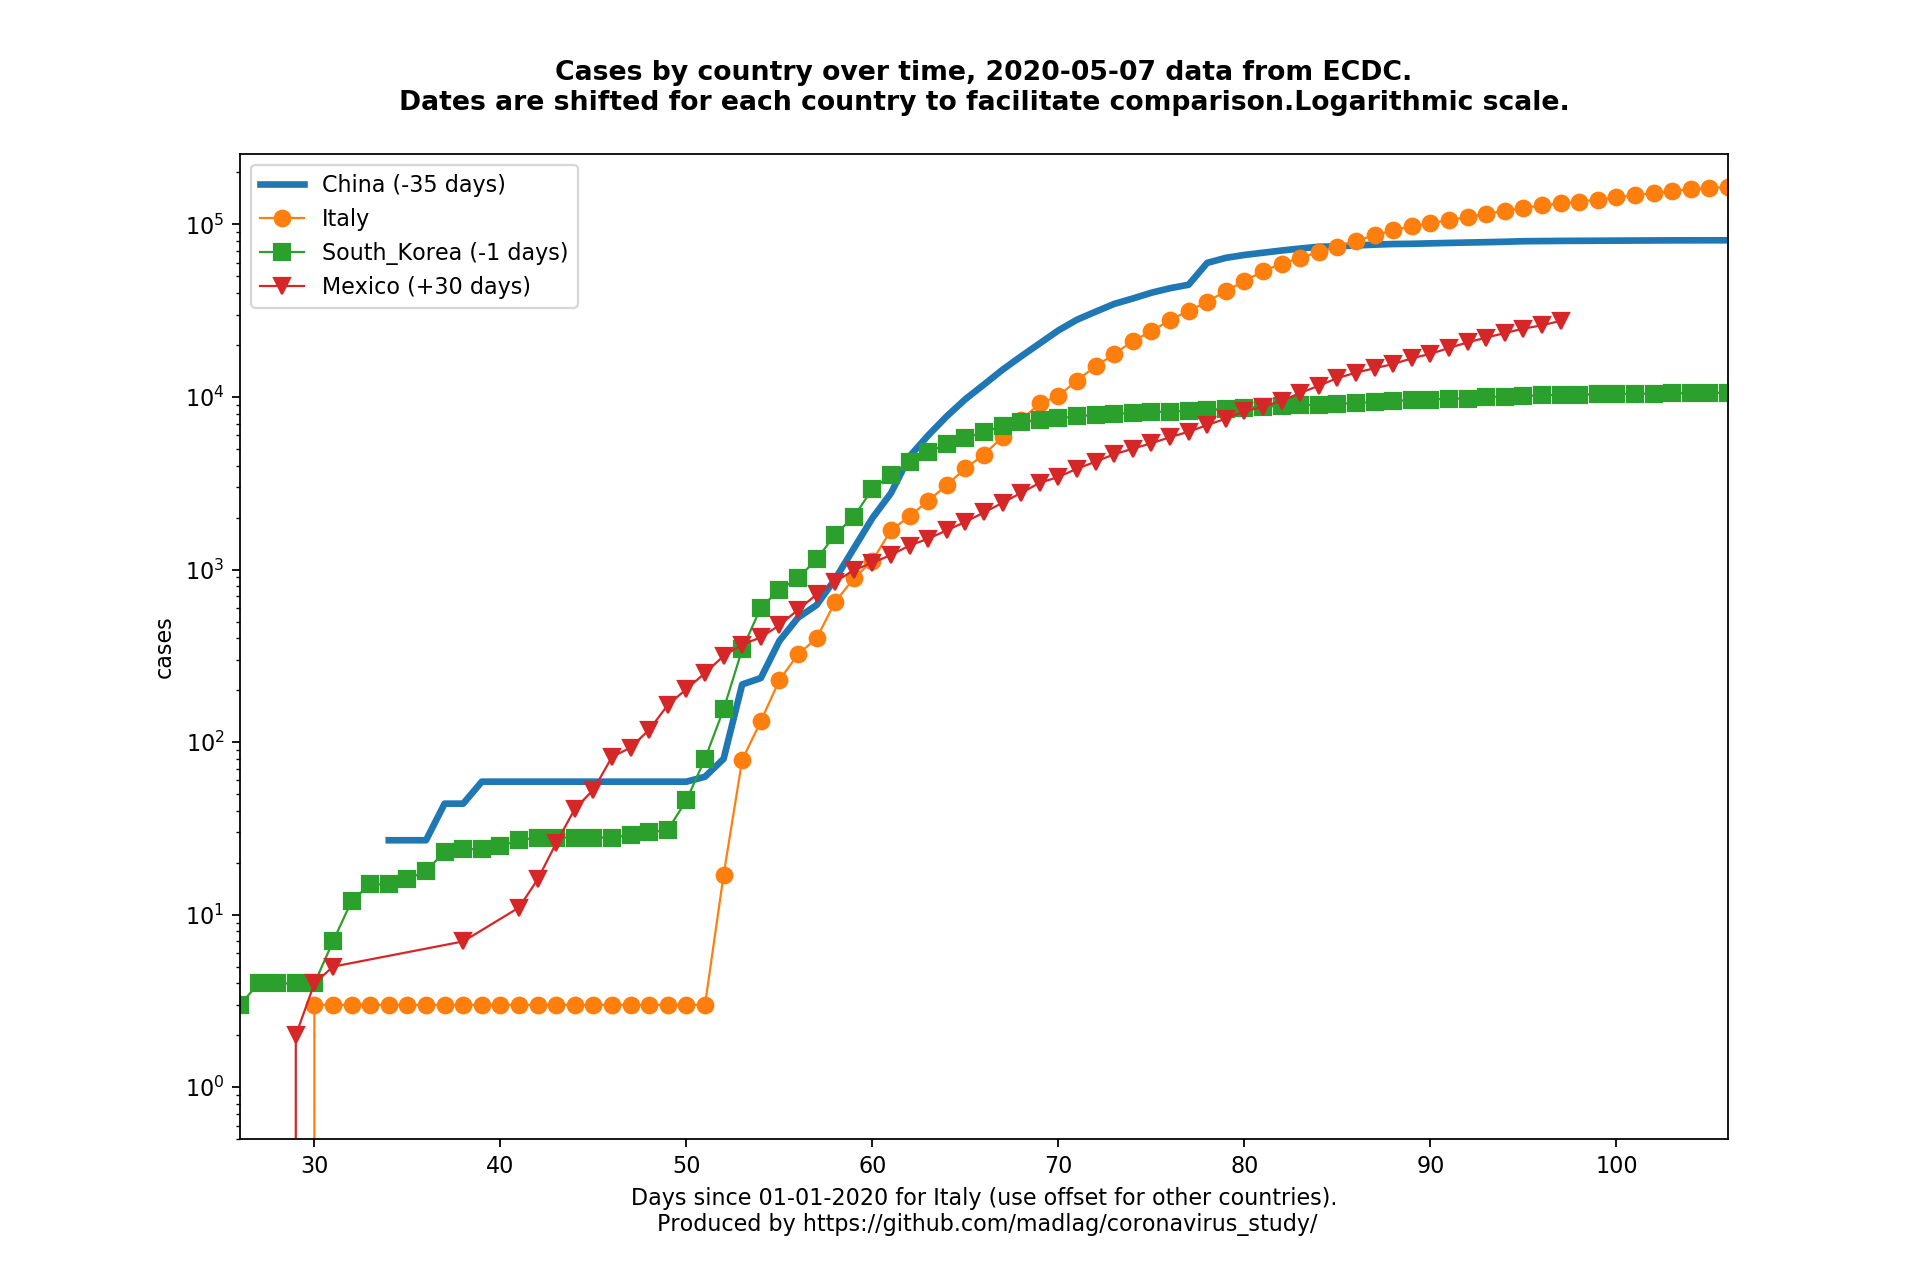 Cases by country over time, 2020-05-07 data from ECDC.
Dates are shifted for each country to facilitate comparison.Logarithmic scale.
China (-35 days)
Italy
South_Korea (-1 days)
Mexico (+30 days)
10^5
10^4
10^3
10^2
10^1
10^0
cases
30 40 50 60 70 80 90 100
Days since 01-01-2020 for Italy (use offset for other countries).
Produced by https://github.com/madlag/coronavirus_study/